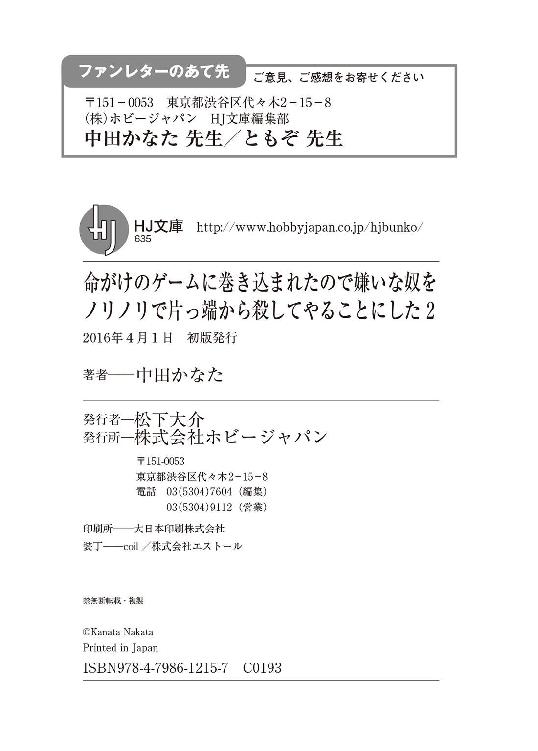 ファンレターのあて先 ご意見、ご感想をお寄せください
〒151-0053 東京都渋谷区代々木2-15-8
(株)ホビージャパン HJ文庫編集部
中田かなた 先生/ともぞ 先生
HJ
HJ文庫 http://www.hobbyjapan.co.jp/hjbunko/
635
命がけのゲームに巻き込まれたので嫌いな奴を
ノリノリで片っ端から殺してやることにした 2
2016年4月1日 初版発行
著者──中田かなた
発行者─松下大介
発行所─株式会社ホビージャパン
〒151-0053
東京都渋谷区代々木2-15-8
電話 03(5304)7604(編集)
03(5304)9112(営業)
印刷所──大日本印刷株式会社
装丁──coil/株式会社エストール
禁無断転載・複製
©Kanata Nakata
Printed in Japan
ISBN978-4-7986-1215-7 C0193